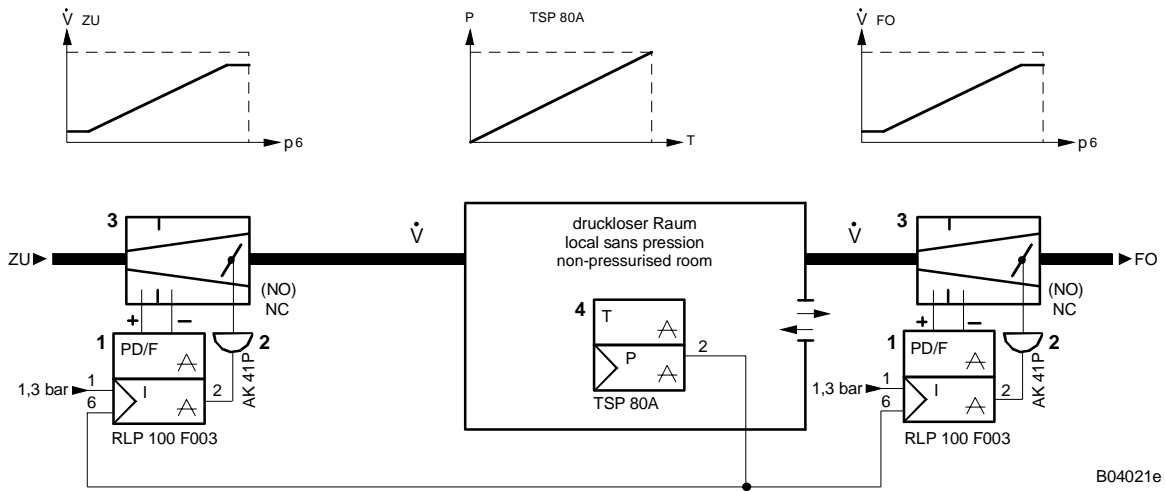 V̇ ZU
p6
P TSP 80A
T
V̇ FO
p6
3
ZU
V̇
druckloser Raum
local sans pression
non-pressurised room
V̇
3
FO
(NO)
NC
+ −
1
PD/F
2
AK 41P
1,3 bar
1
6
I
2
RLP 100 F003
4
T
P
2
TSP 80A
(NO)
NC
+ −
1
PD/F
2
AK 41P
1,3 bar
1
6
I
2
RLP 100 F003
B04021e